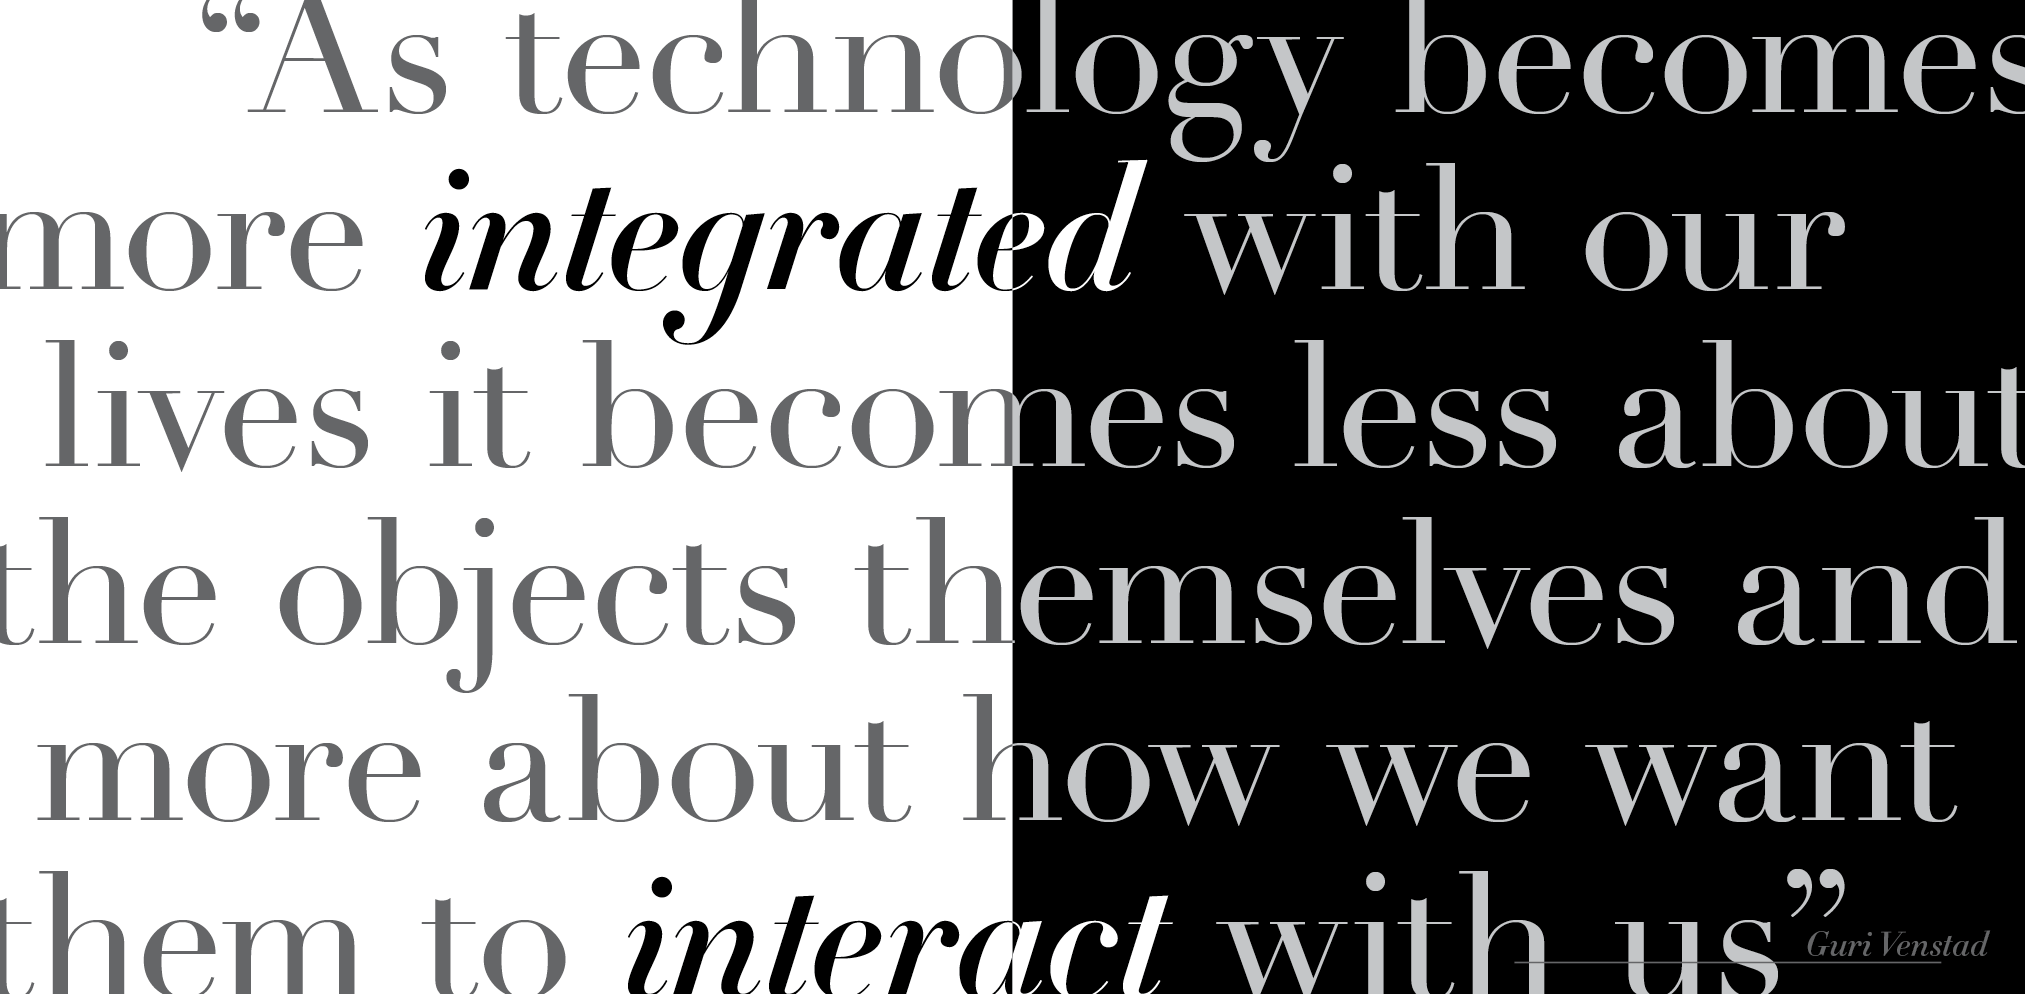 “As technology becomes
more integrated with our
lives it becomes less about
the objects themselves and
more about how we want
them to interact with us”
Guri Venstad